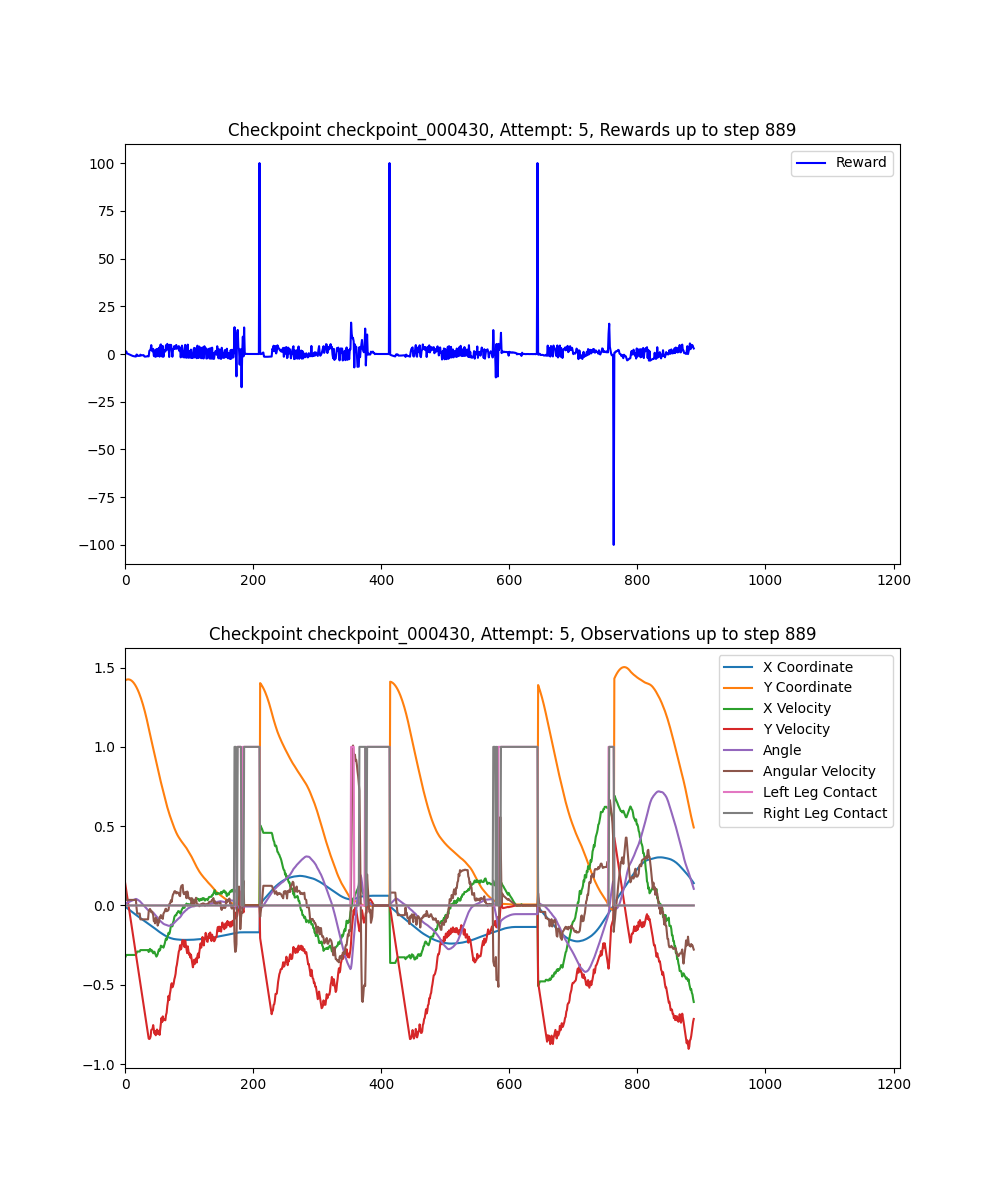 Checkpoint checkpoint_000430, Attempt: 5, Rewards up to step 889
Reward
100
75
50
25
0
−25
−50
−75
−100
0 200 400 600 800 1000 1200
Checkpoint checkpoint_000430, Attempt: 5, Observations up to step 889
X Coordinate
Y Coordinate
X Velocity
Y Velocity
Angle
Angular Velocity
Left Leg Contact
Right Leg Contact
1.5
1.0
0.5
0.0
−0.5
−1.0
0 200 400 600 800 1000 1200